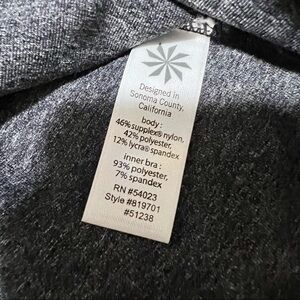 Designed in
Sonoma County,
California
body:
46% supplex® nylon,
42% polyester,
12% lycra® spandex
inner bra:
93% polyester,
7% spandex
RN #54023
Style #819701
#51238